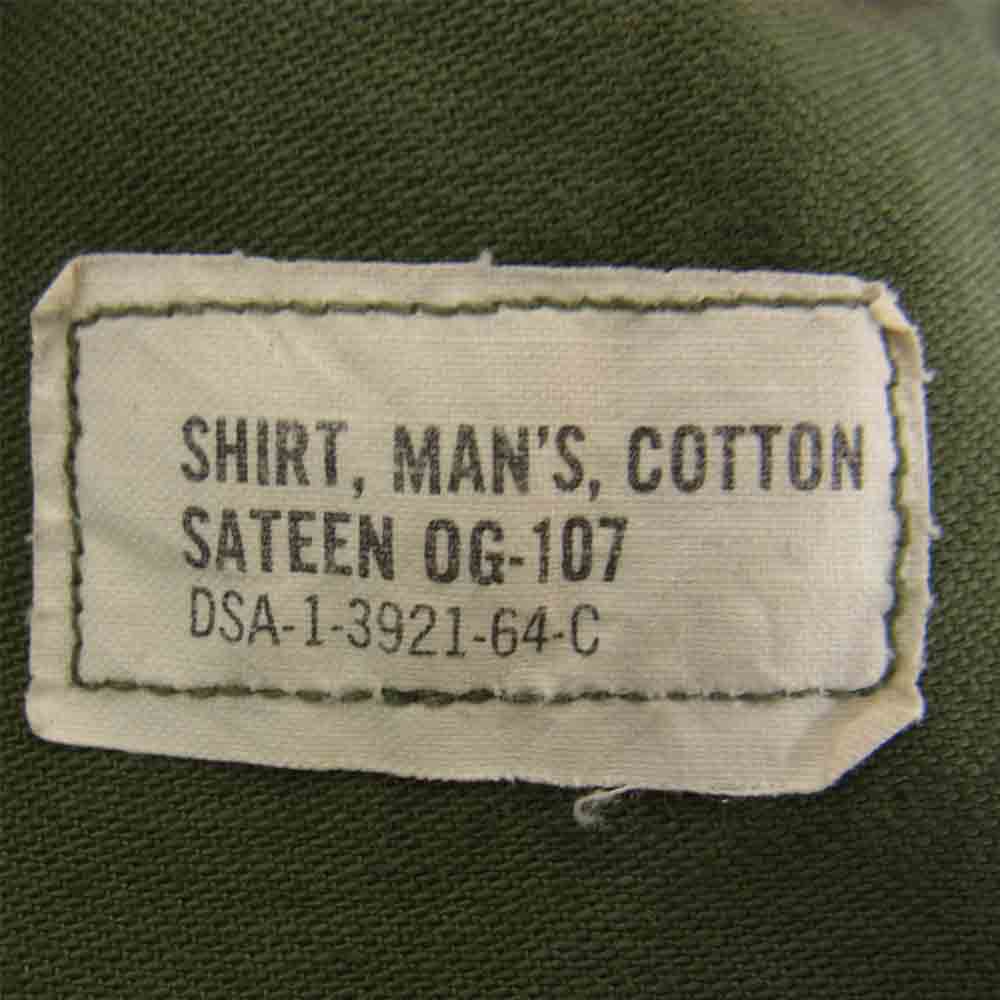 SHIRT, MAN'S, COTTON
SATEEN OG-107
DSA-1-3921-64-C